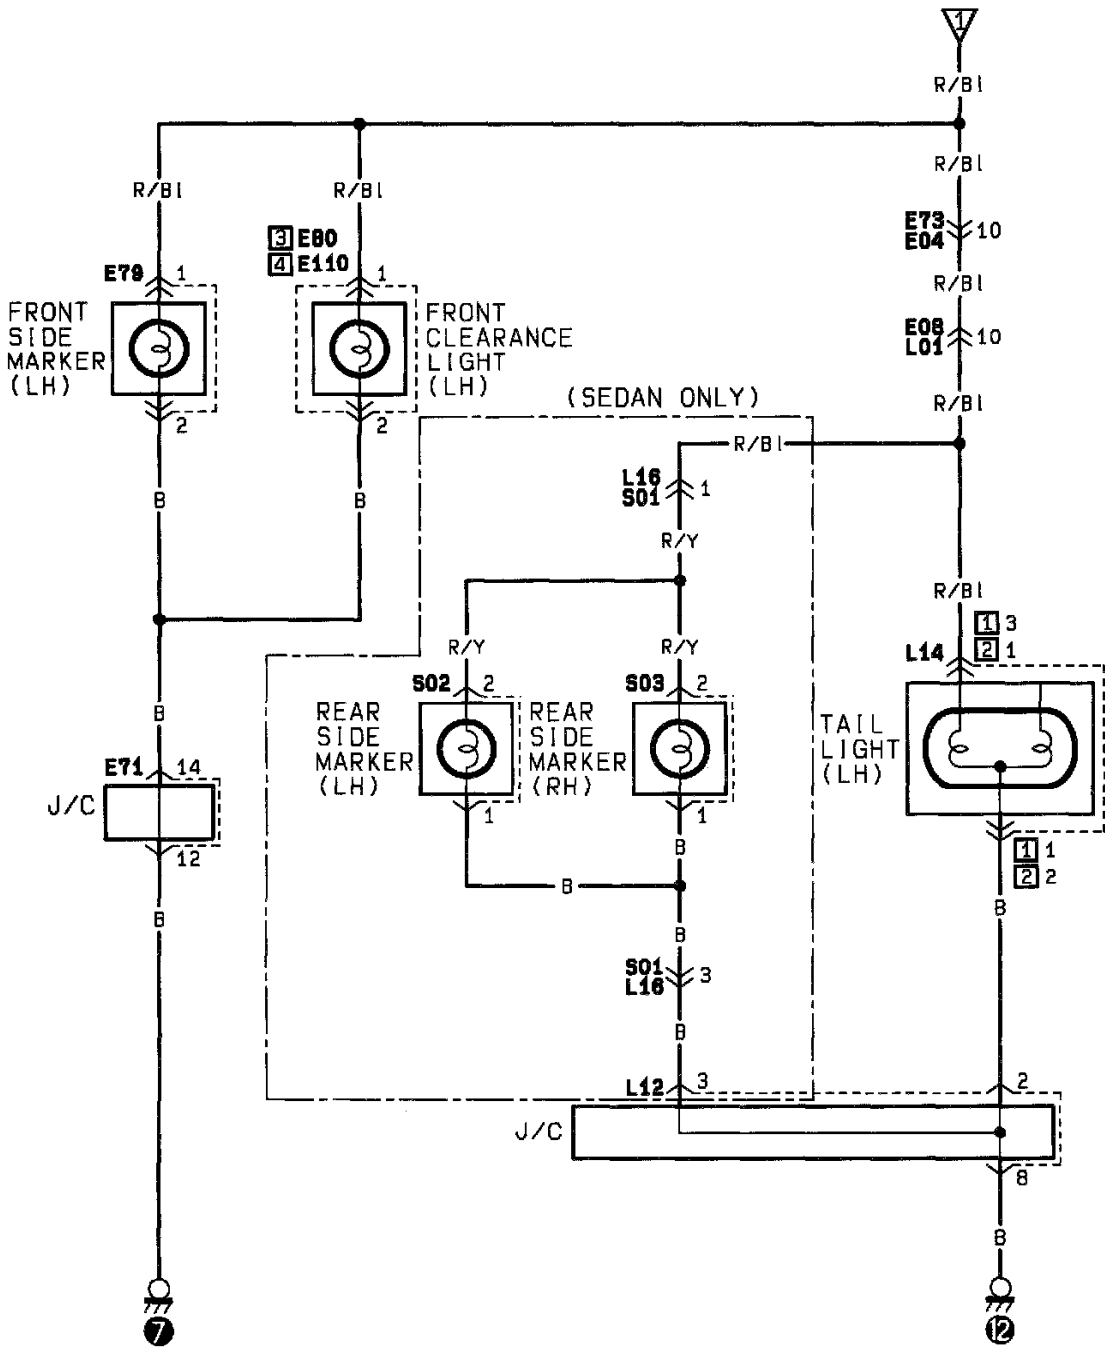 1
R/Bl
R/Bl
R/Bl
R/Bl
E73
E04
10
3 E80
4 E110
E79
1
1
R/Bl
FRONT
SIDE
MARKER
(LH)
FRONT
CLEARANCE
LIGHT
(LH)
E08
L01
10
2
2
(SEDAN ONLY)
R/Bl
R/Bl
L16
S01
1
B
B
R/Y
R/Bl
1 3
2 1
L14
R/Y
R/Y
S02
2
S03
2
REAR
SIDE
MARKER
(LH)
REAR
SIDE
MARKER
(RH)
TAIL
LIGHT
(LH)
B
E71
14
J/C
12
1
1
B
1 1
2 2
B
B
B
B
S01
L16
3
B
L12
3
2
J/C
8
B
7
12